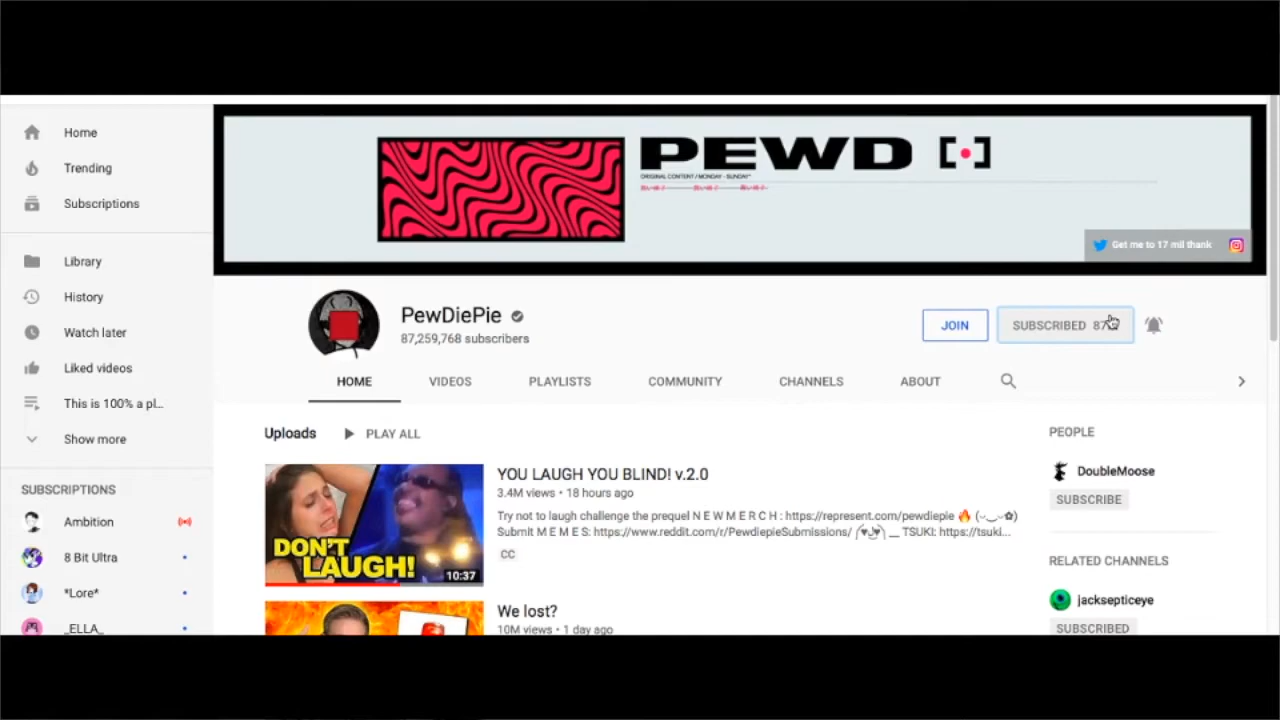 Home
Trending
Subscriptions
Library
History
Watch later
Liked videos
This is 100% a pl...
Show more
SUBSCRIPTIONS
Ambition
8 Bit Ultra
*Lore*
_ELLA_
PEWD [•]
ORIGINAL CONTENT / MONDAY - SUNDAY
Get me to 17 mil thank
PewDiePie
87,259,768 subscribers
JOIN
SUBSCRIBED
HOME
VIDEOS
PLAYLISTS
COMMUNITY
CHANNELS
ABOUT
Uploads
PLAY ALL
DON'T
LAUGH!
10:37
YOU LAUGH YOU BLIND! v.2.0
3.4M views • 18 hours ago
Try not to laugh challenge the prequel N E W M E R C H : https://represent.com/pewdiepie 🔥
Submit M E M E S: https://www.reddit.com/r/PewdiepieSubmissions/ __ TSUKI: https://tsuki...
CC
We lost?
10M views • 1 day ago
PEOPLE
DoubleMoose
SUBSCRIBE
RELATED CHANNELS
jacksepticeye
SUBSCRIBED